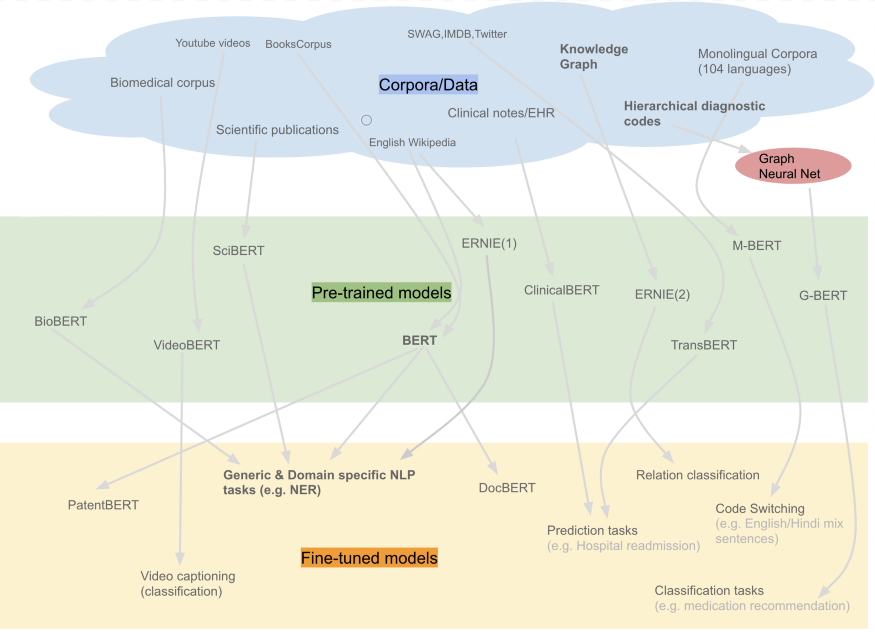 SWAG,IMDB,Twitter
Youtube videos
BooksCorpus
Knowledge
Graph
Monolingual Corpora
(104 languages)
Biomedical corpus
Corpora/Data
Clinical notes/EHR
Hierarchical diagnostic
codes
Scientific publications
English Wikipedia
Graph
Neural Net
SciBERT
ERNIE(1)
M-BERT
Pre-trained models
ClinicalBERT
ERNIE(2)
G-BERT
BioBERT
VideoBERT
BERT
TransBERT
Generic & Domain specific NLP
tasks (e.g. NER)
Relation classification
PatentBERT
DocBERT
Code Switching
(e.g. English/Hindi mix
sentences)
Prediction tasks
(e.g. Hospital readmission)
Fine-tuned models
Video captioning
(classification)
Classification tasks
(e.g. medication recommendation)